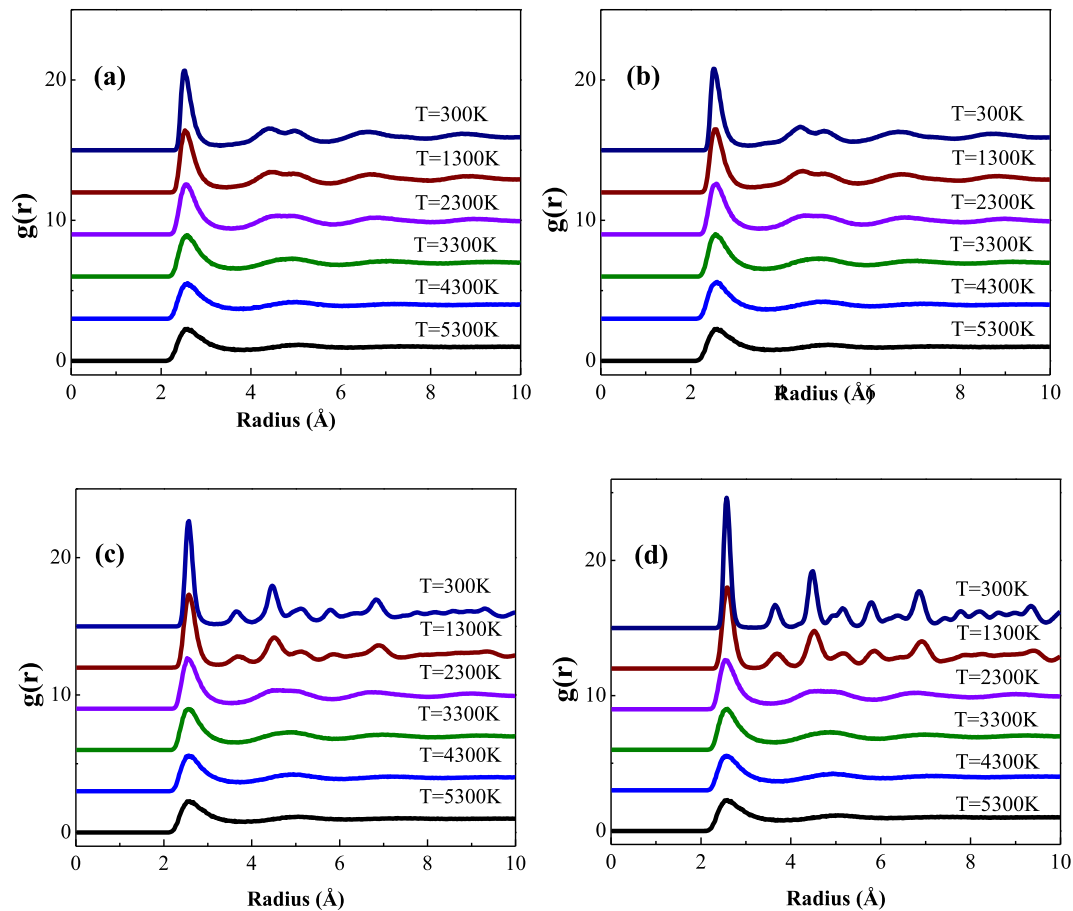 (a)
g(r)
20
10
0
T=300K
T=1300K
T=2300K
T=3300K
T=4300K
T=5300K
0 2 4 6 8 10
Radius (Å)
(b)
g(r)
20
10
0
T=300K
T=1300K
T=2300K
T=3300K
T=4300K
T=5300K
0 2 8 10
4 Radius (Å) 6
(c)
g(r)
20
10
0
T=300K
T=1300K
T=2300K
T=3300K
T=4300K
T=5300K
0 2 4 6 8 10
Radius (Å)
(d)
g(r)
20
10
0
T=300K
T=1300K
T=2300K
T=3300K
T=4300K
T=5300K
0 2 4 6 8 10
Radius (Å)